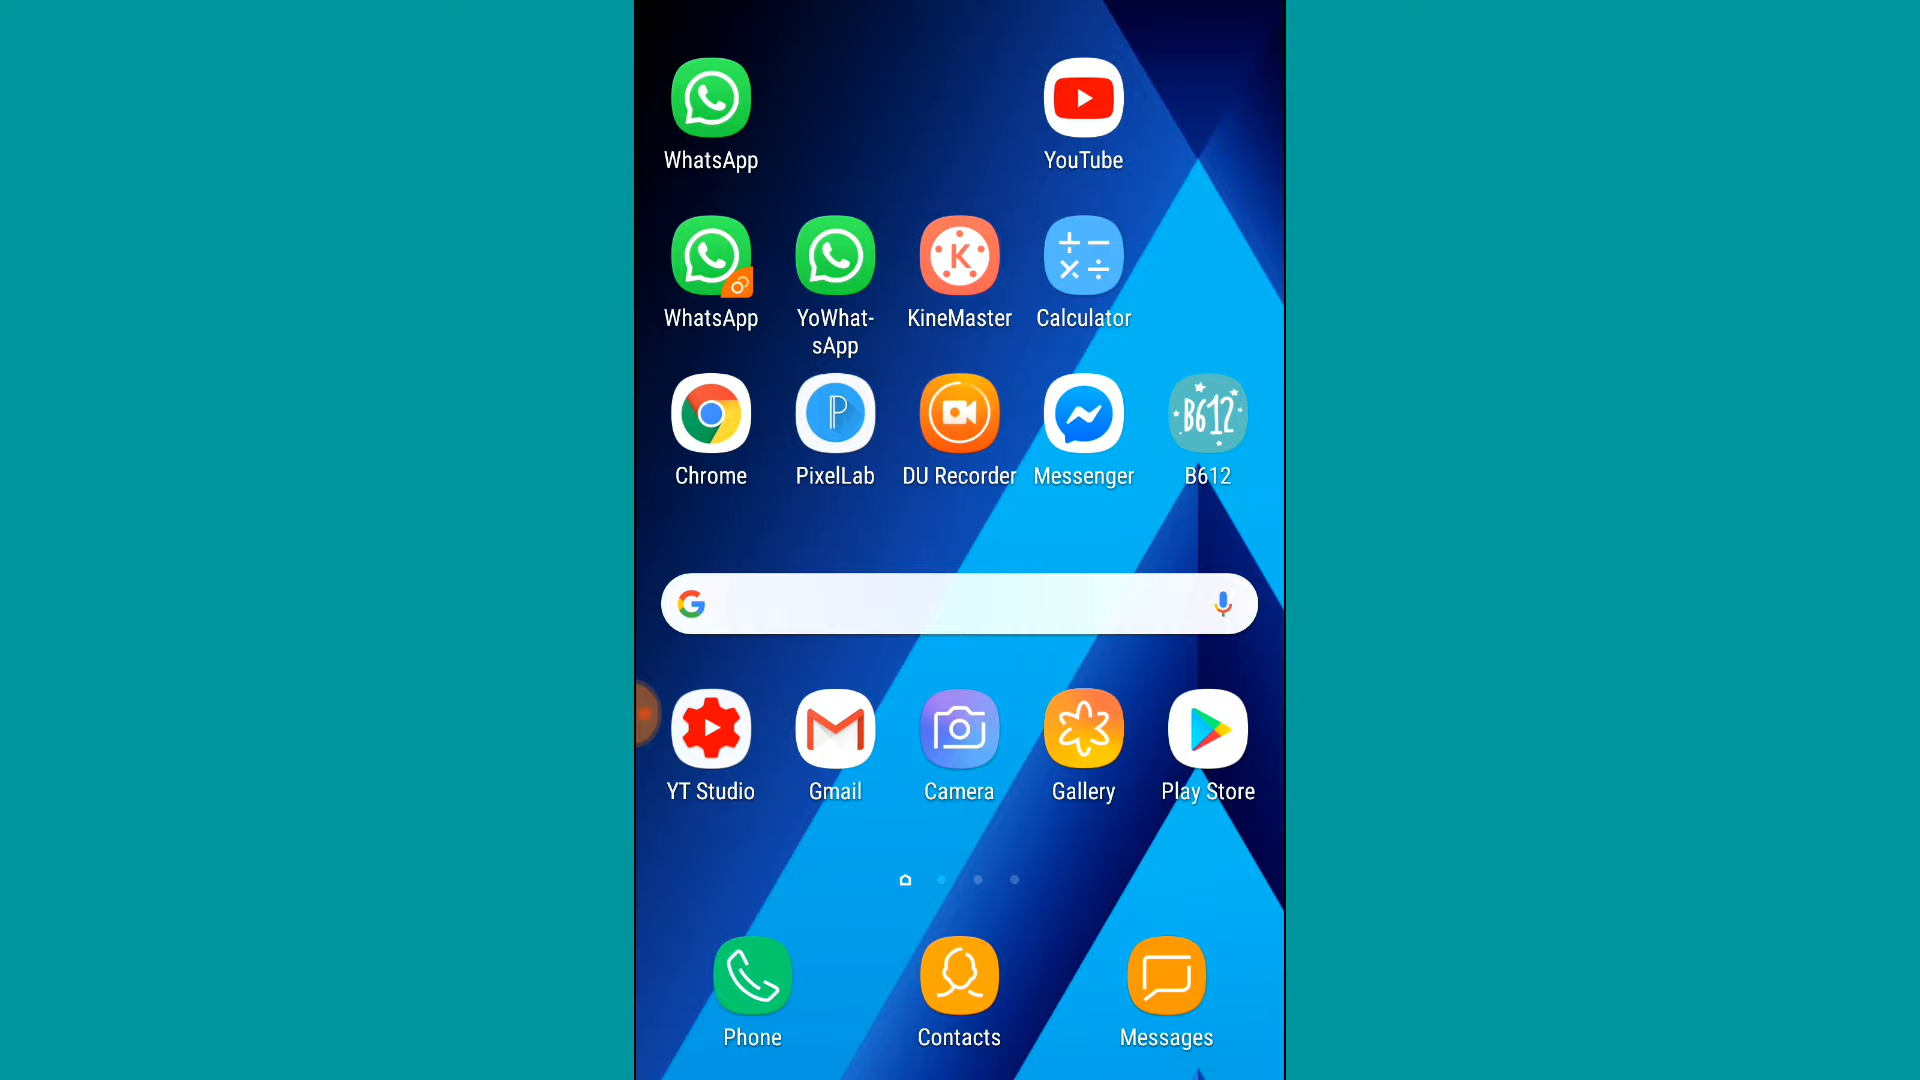 WhatsApp YouTube
WhatsApp YoWhat- KineMaster Calculator
sApp
B612
Chrome PixelLab DU Recorder Messenger B612
YT Studio Gmail Camera Gallery Play Store
Phone Contacts Messages